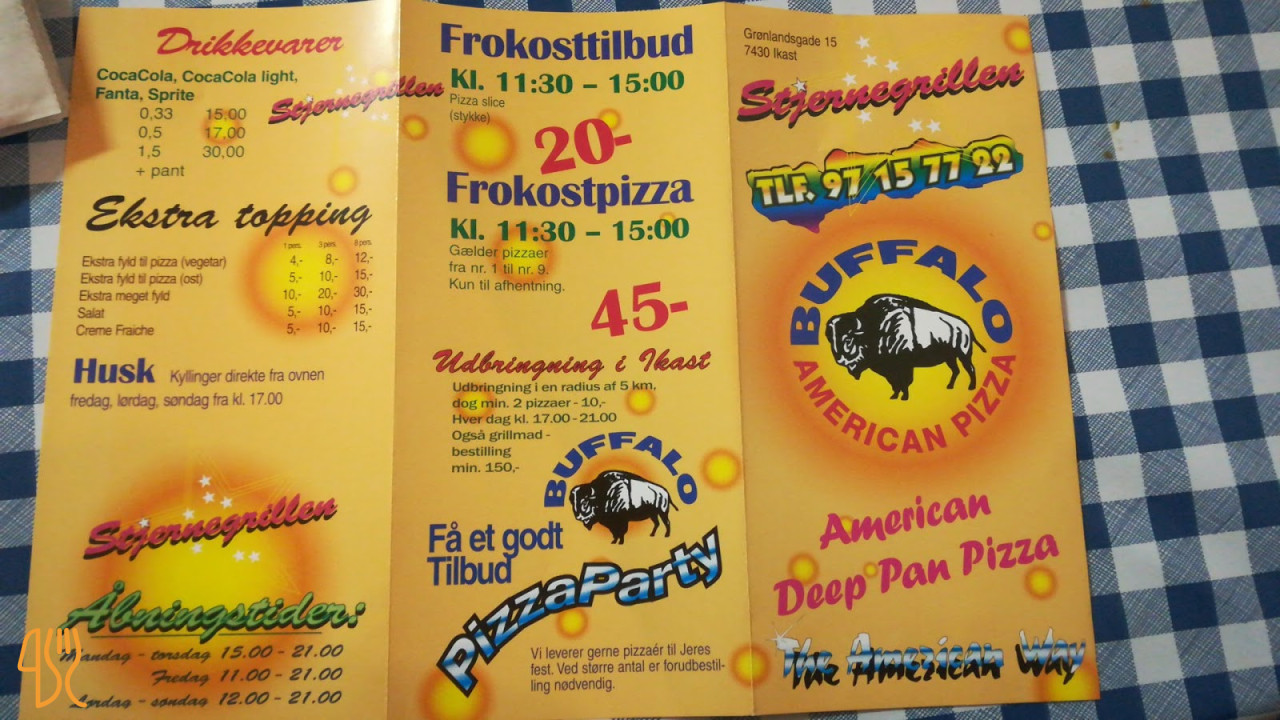 Drikkevarer
CocaCola, CocaCola light,
Fanta, Sprite
0,33 15,00
0,5 17,00
1,5 30,00
+ pant
Stjernegrillen
Ekstra topping
1 pers. 3 pers. 8 pers.
Ekstra fyld til pizza (vegetar) 4,- 8,- 12,-
Ekstra fyld til pizza (ost) 5,- 10,- 15,-
Ekstra meget fyld 10,- 20,- 30,-
Salat 5,- 10,- 15,-
Creme Fraiche 5,- 10,- 15,-
Husk Kyllinger direkte fra ovnen
fredag, lørdag, søndag fra kl. 17.00
Stjernegrillen
Åbningstider:
Mandag - torsdag 15.00 - 21.00
Fredag 11.00 - 21.00
Lørdag - søndag 12.00 - 21.00
Frokosttilbud
Kl. 11:30 - 15:00
Pizza slice
(stykke)
20-
Frokostpizza
Kl. 11:30 - 15:00
Gælder pizzaer
fra nr. 1 til nr. 9.
Kun til afhentning.
45-
Udbringning i Ikast
Udbringning i en radius af 5 km.
dog min. 2 pizzaer - 10,-
Hver dag kl. 17.00 - 21.00
Også grillmad -
bestilling
min. 150,-
BUFFALO
Få et godt
Tilbud
PizzaParty
Vi leverer gerne pizzaér til Jeres
fest. Ved større antal er forudbestil-
ling nødvendig.
Grønlandsgade 15
7430 Ikast
Stjernegrillen
TLF. 97 15 77 22
BUFFALO
AMERICAN PIZZA
American
Deep Pan Pizza
The American Way